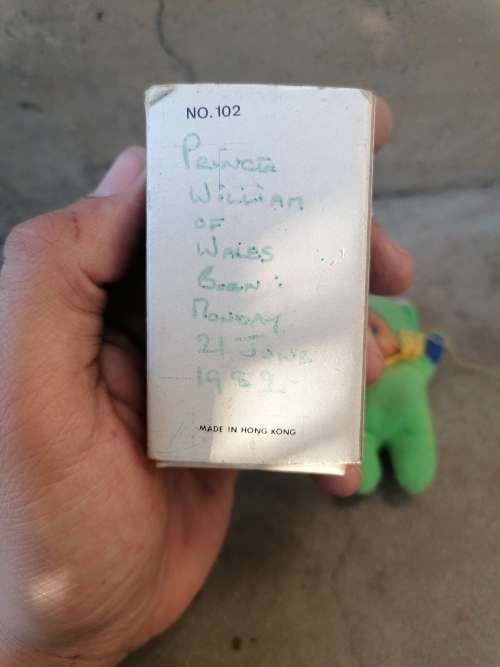 NO. 102
PRINCE
WILLIAM
OF
WALES
BORN:
MONDAY
21 JUNE
1982
MADE IN HONG KONG